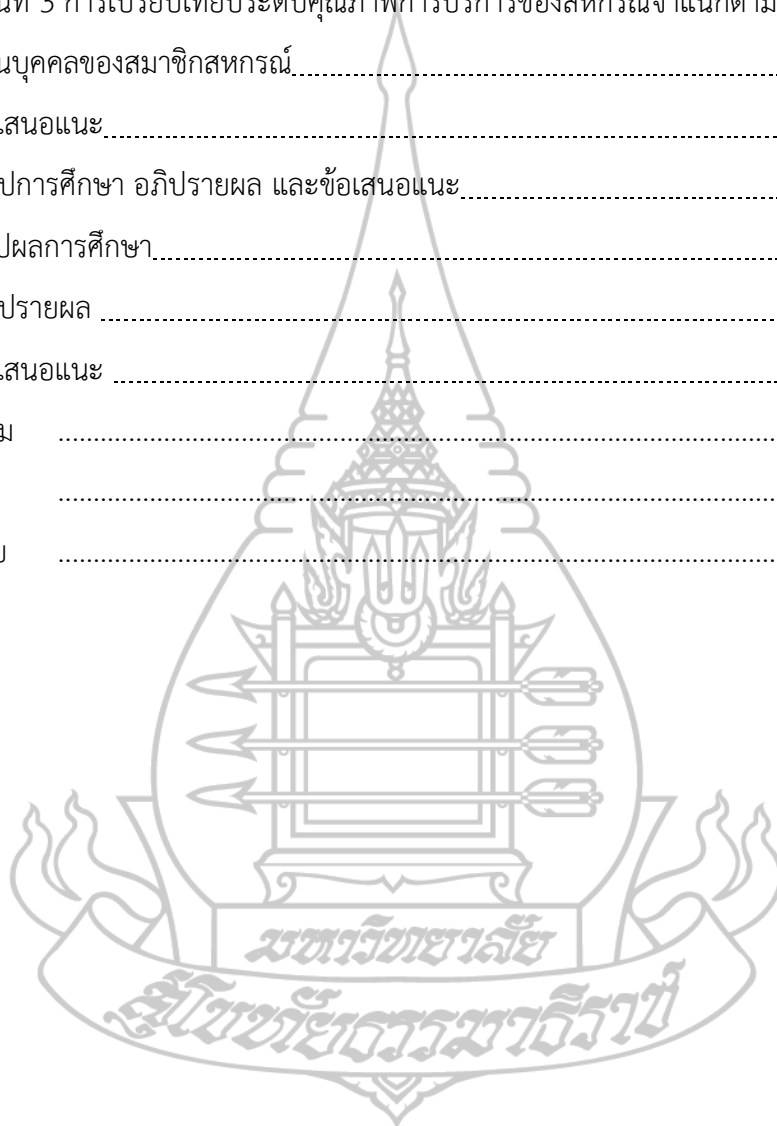 นที่ 3 การเปรียบเทียบระดับคุณภาพการบริการของสหกรณ์จำแนกตาม
นบุคคลของสมาชิกสหกรณ์
เสนอแนะ
ปการศึกษา อภิปรายผล และข้อเสนอแนะ
ปผลการศึกษา
ปรายผล
เสนอแนะ
ม
ย
มหาวิทยาลัย
สุโขทัยธรรมาธิราช